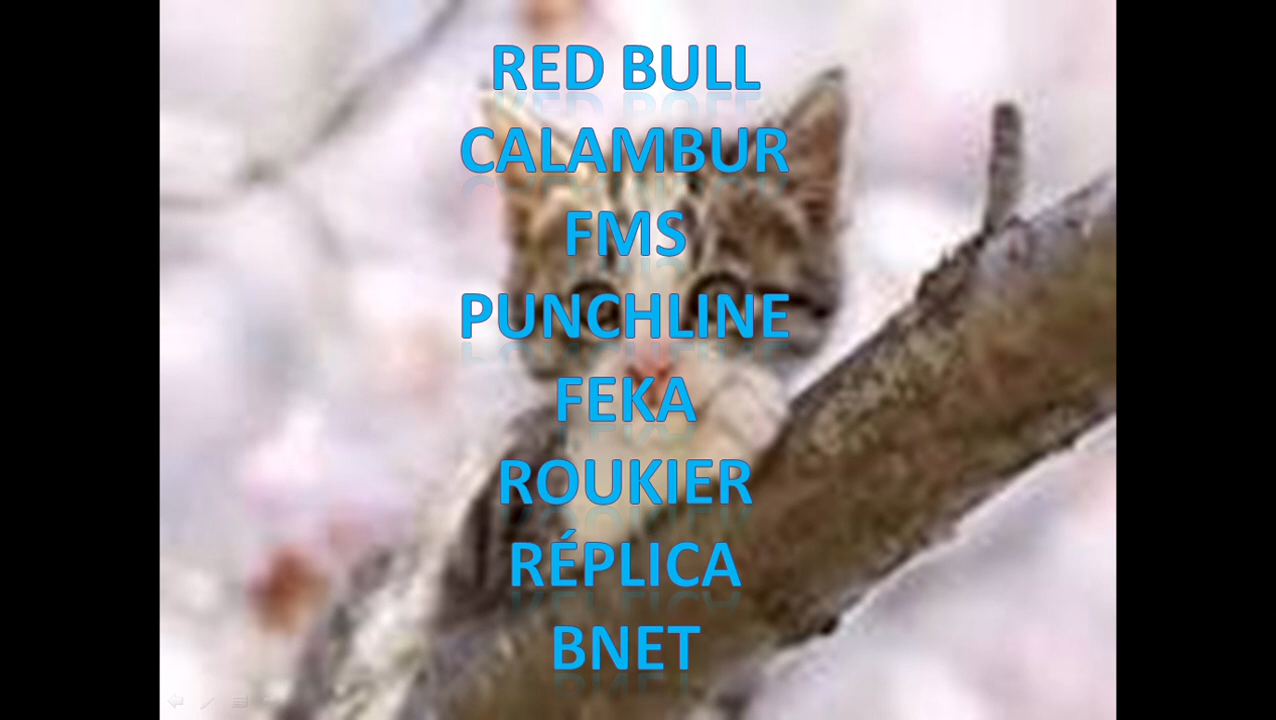 RED BULL
CALAMBUR
FMS
PUNCHLINE
FEKA
ROUKIER
RÉPLICA
BNET